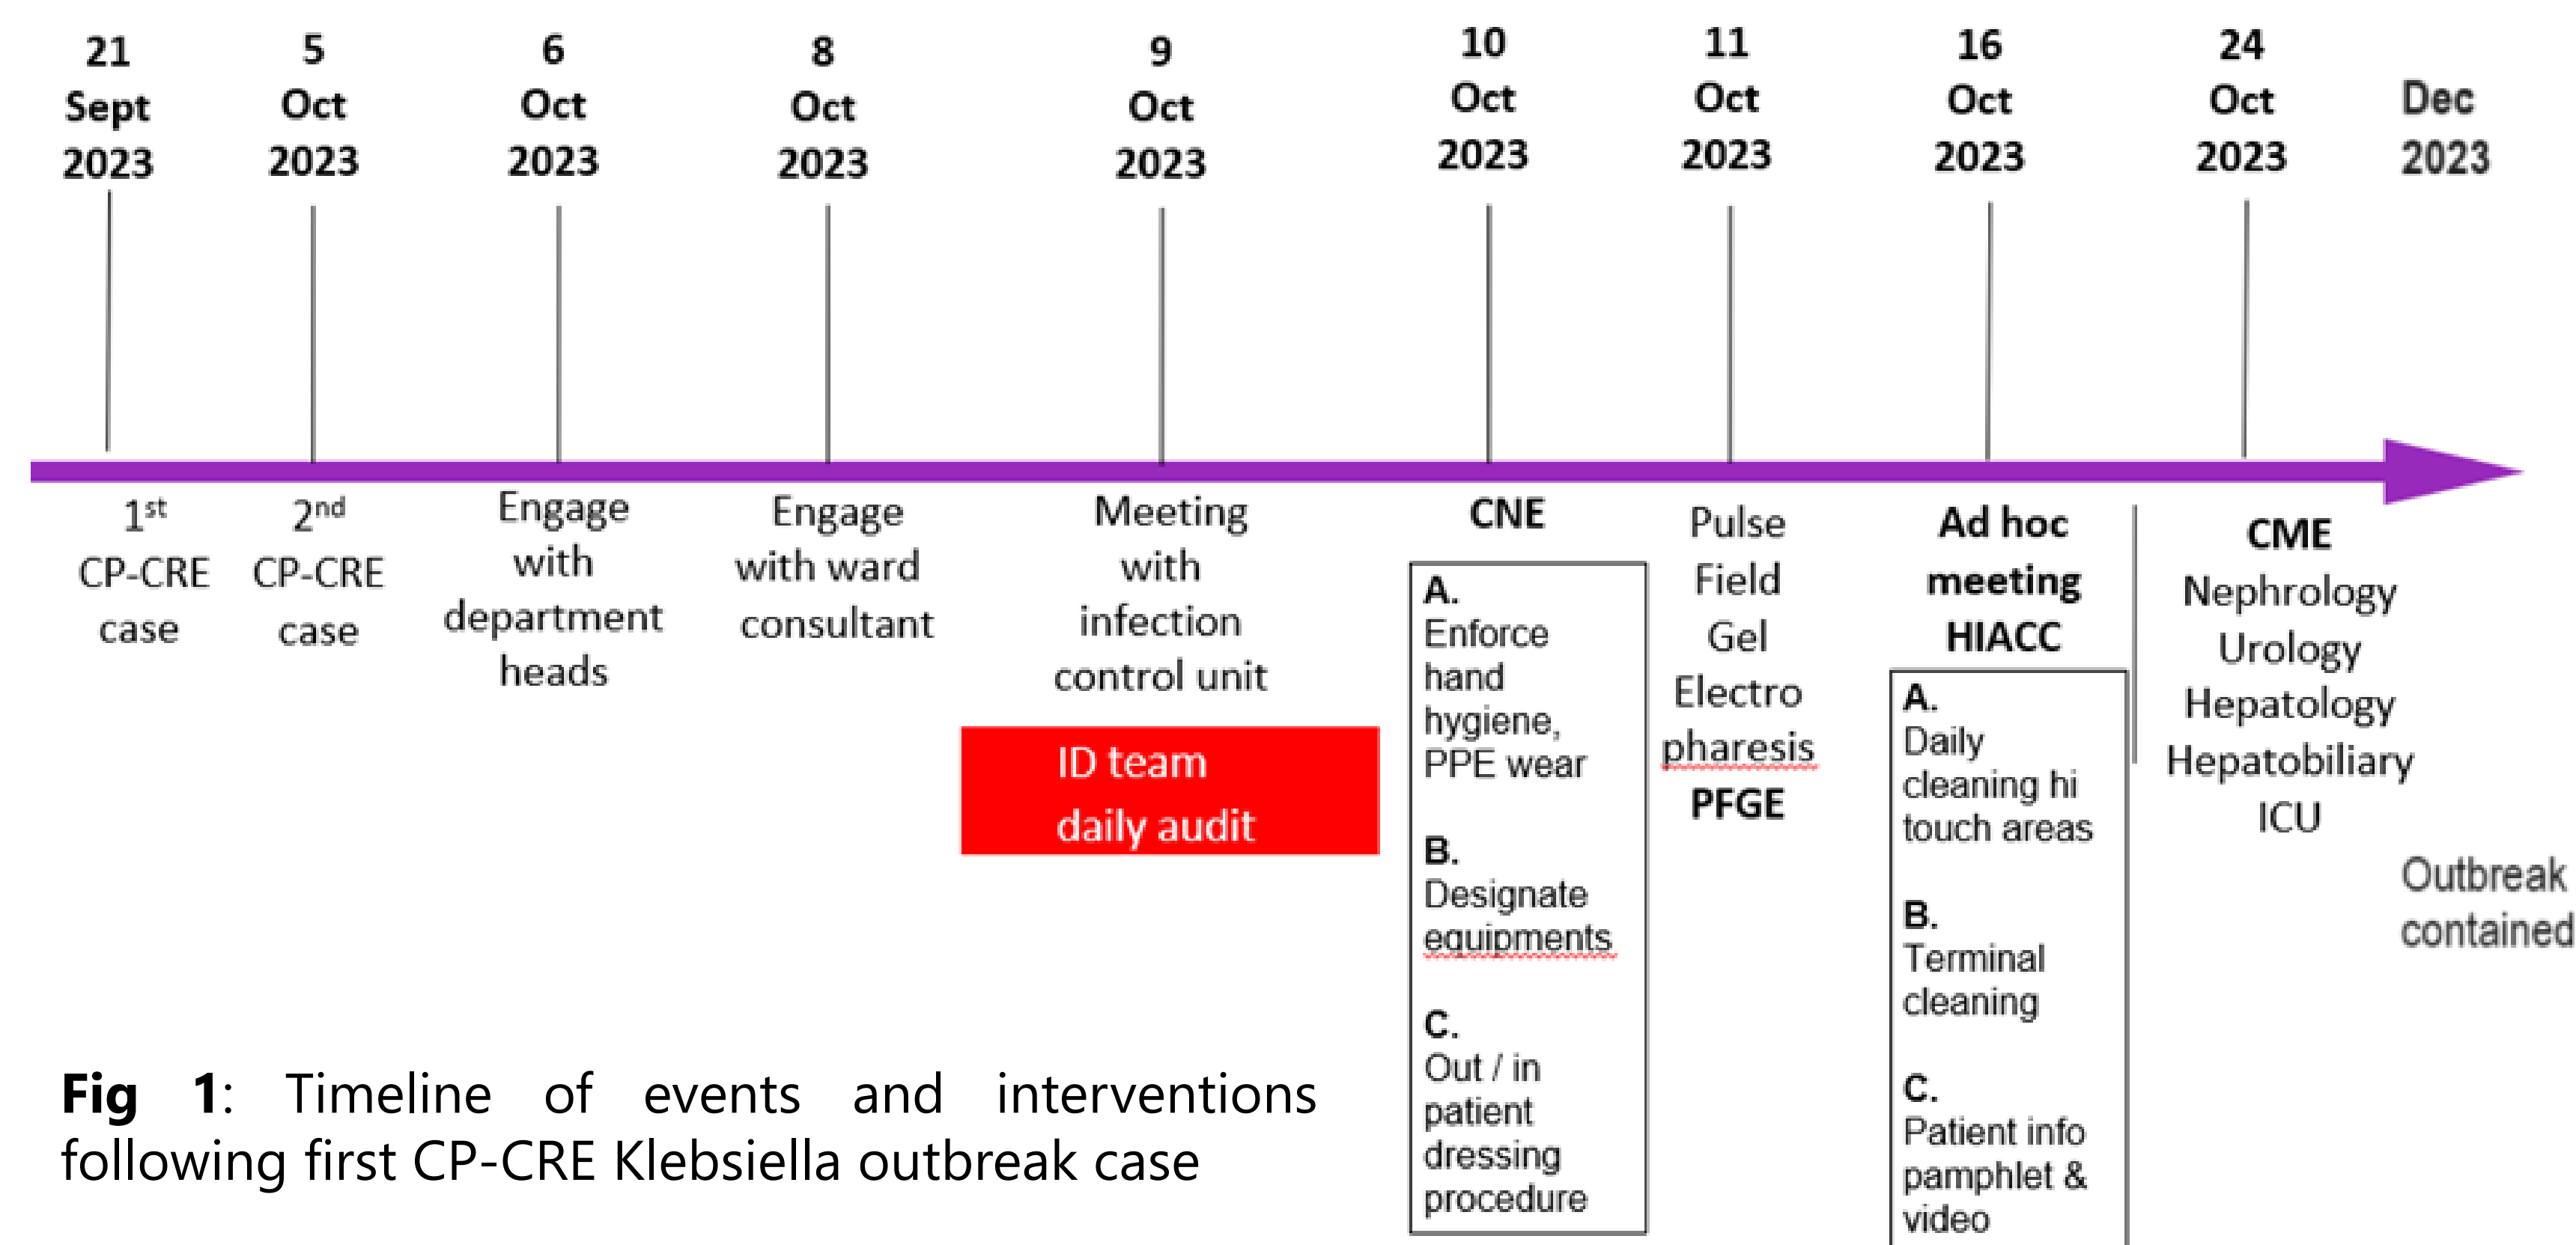 21
Sept
2023
5
Oct
2023
6
Oct
2023
8
Oct
2023
9
Oct
2023
10
Oct
2023
11
Oct
2023
16
Oct
2023
24
Oct
2023
Dec
2023
1st
CP-CRE
case
2nd
CP-CRE
case
Engage
with
department
heads
Engage
with ward
consultant
Meeting
with
infection
control unit
ID team
daily audit
CNE
A.
Enforce
hand
hygiene,
PPE wear
B.
Designate
equipments
C.
Out / in
patient
dressing
procedure
Pulse
Field
Gel
Electro
pharesis
PFGE
Ad hoc
meeting
HIACC
A.
Daily
cleaning hi
touch areas
B.
Terminal
cleaning
C.
Patient info
pamphlet &
video
CME
Nephrology
Urology
Hepatology
Hepatobiliary
ICU
Outbreak
contained
Fig 1: Timeline of events and interventions
following first CP-CRE Klebsiella outbreak case